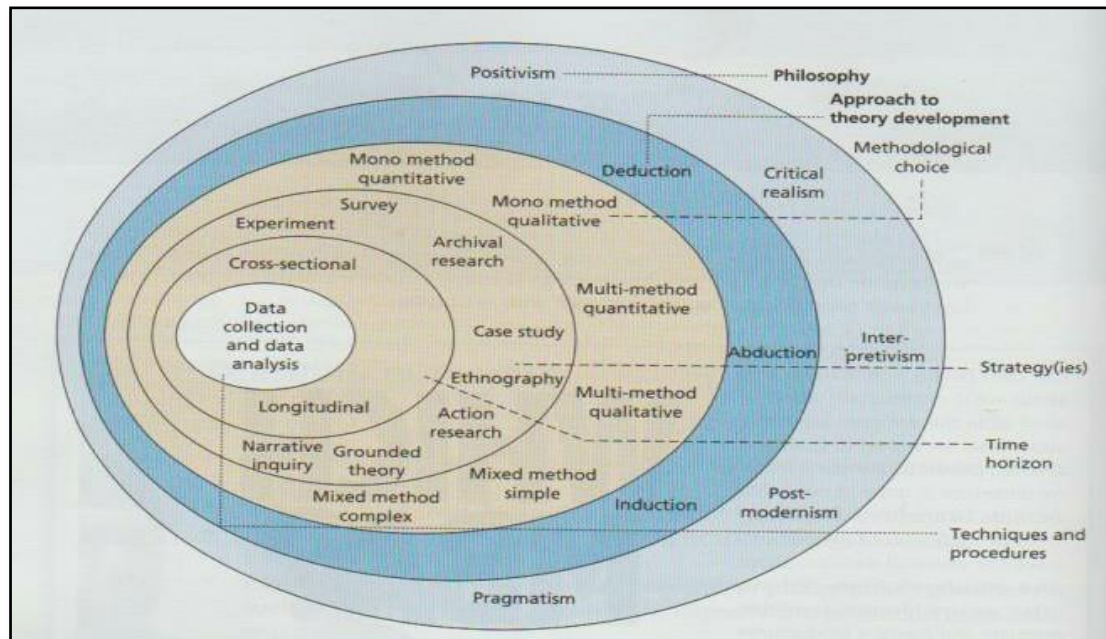 Positivism
Philosophy
Approach to
theory development
Methodological
choice
Mono method
quantitative
Deduction
Critical
realism
Survey
Mono method
qualitative
Experiment
Archival
research
Cross-sectional
Multi-method
quantitative
Data
collection
and data
analysis
Case study
Abduction
Inter-
pretivism
Strategy(ies)
Ethnography
Multi-method
qualitative
Longitudinal
Action
research
Time
horizon
Narrative
inquiry
Grounded
theory
Mixed method
simple
Mixed method
complex
Induction
Post-
modernism
Techniques and
procedures
Pragmatism